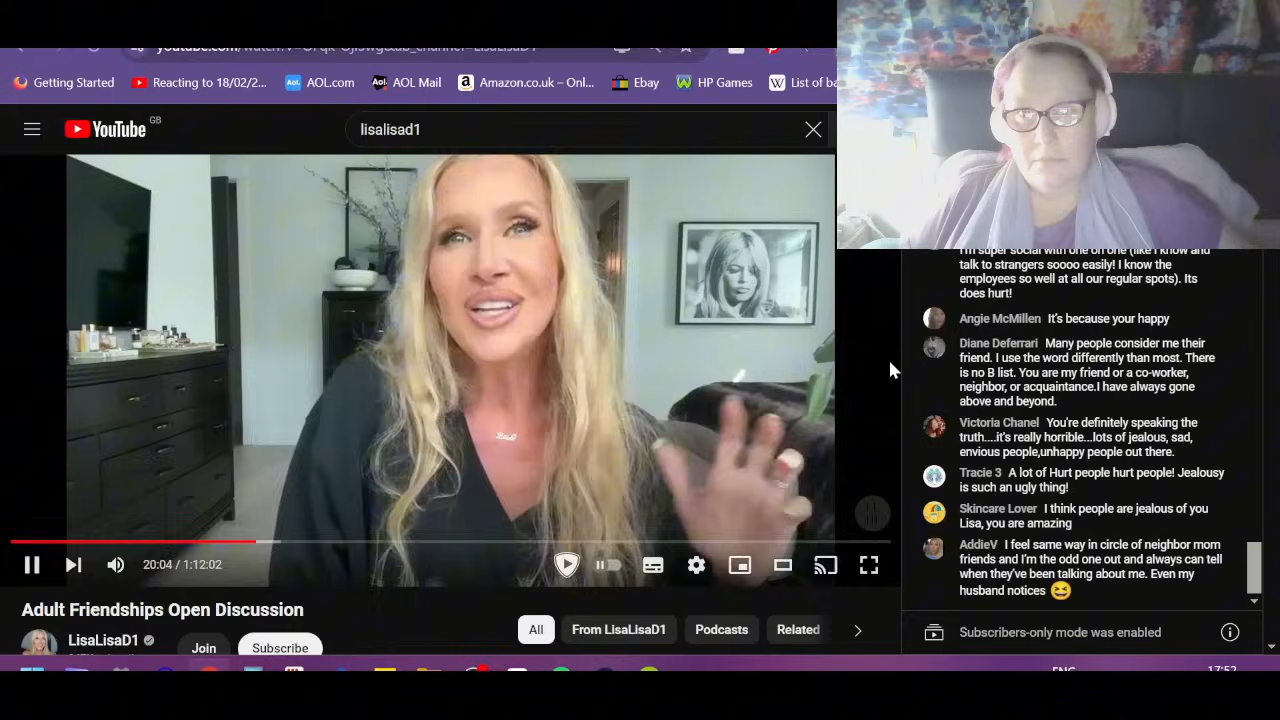 Getting Started
Reacting to 18/02/2...
AOL.com
AOL Mail
Amazon.co.uk – Onl...
Ebay
HP Games
List of ba
YouTube GB
lisalisad1
talk to strangers soooo easily! I know the
employees so well at all our regular spots). Its
does hurt!
Angie McMillen It's because your happy
Diane Deferrari Many people consider me their
friend. I use the word differently than most. There
is no B list. You are my friend or a co-worker,
neighbor, or acquaintance.I have always gone
above and beyond.
Victoria Chanel You're definitely speaking the
truth....it's really horrible...lots of jealous, sad,
envious people,unhappy people out there.
Tracie 3 A lot of Hurt people hurt people! Jealousy
is such an ugly thing!
Skincare Lover I think people are jealous of you
Lisa, you are amazing
AddieV I feel same way in circle of neighbor mom
friends and I'm the odd one out and always can tell
when they've been talking about me. Even my
husband notices 😆
20:04 / 1:12:02
Adult Friendships Open Discussion
LisaLisaD1
Join
Subscribe
All
From LisaLisaD1
Podcasts
Related
Subscribers-only mode was enabled
ENG
17:52